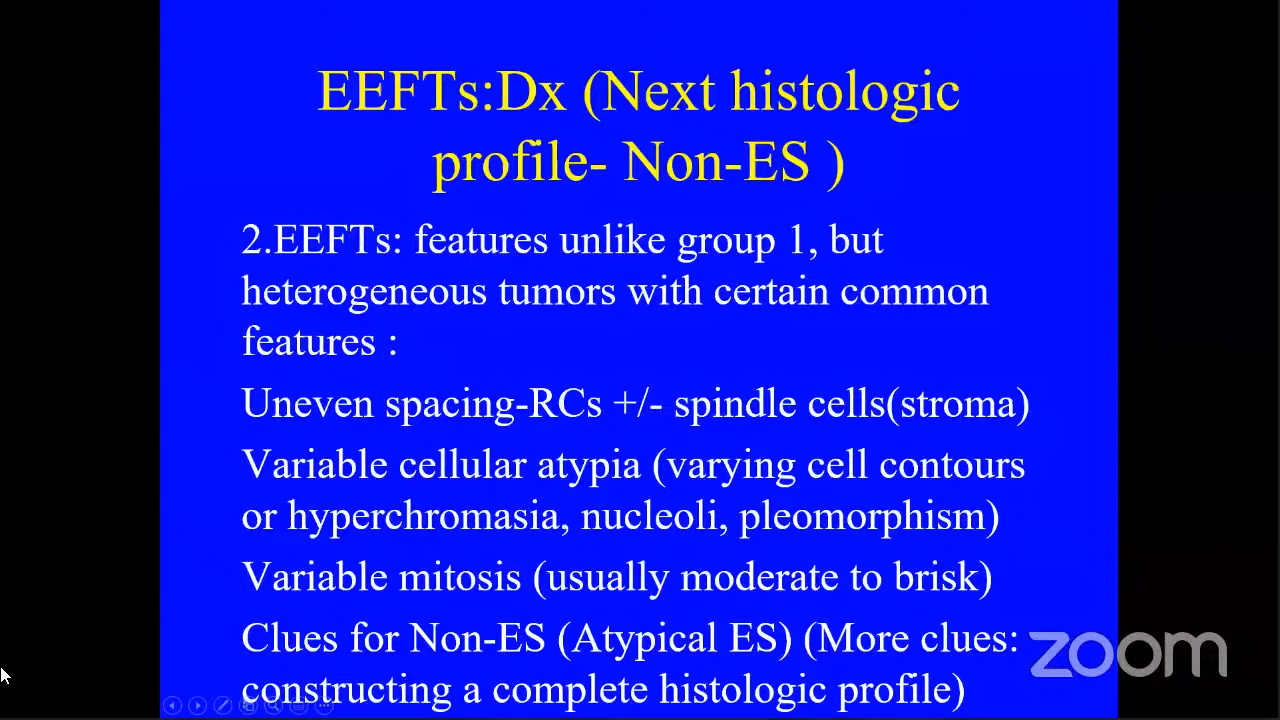 EEFTs:Dx (Next histologic
profile- Non-ES )
2.EEFTs: features unlike group 1, but
heterogeneous tumors with certain common
features :
Uneven spacing-RCs +/- spindle cells(stroma)
Variable cellular atypia (varying cell contours
or hyperchromasia, nucleoli, pleomorphism)
Variable mitosis (usually moderate to brisk)
Clues for Non-ES (Atypical ES) (More clues:
constructing a complete histologic profile)
zoom